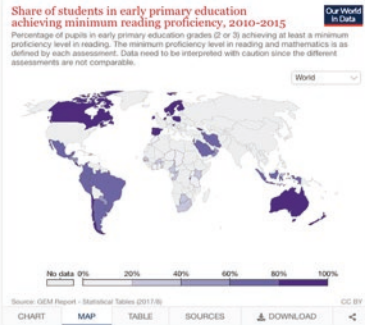 Share of students in early primary education
achieving minimum reading proficiency, 2010-2015
Our World
in Data
Percentage of pupils in early primary education grades (2 or 3) achieving at least a minimum
proficiency level in reading. The minimum proficiency level in reading and mathematics is as
defined by each assessment. Data need to be interpreted with caution since the different
assessments are not comparable.
World
No data 0% 20% 40% 60% 80% 100%
Source: GEM Report - Statistical Tables (2017/8) CC BY
CHART MAP TABLE SOURCES DOWNLOAD